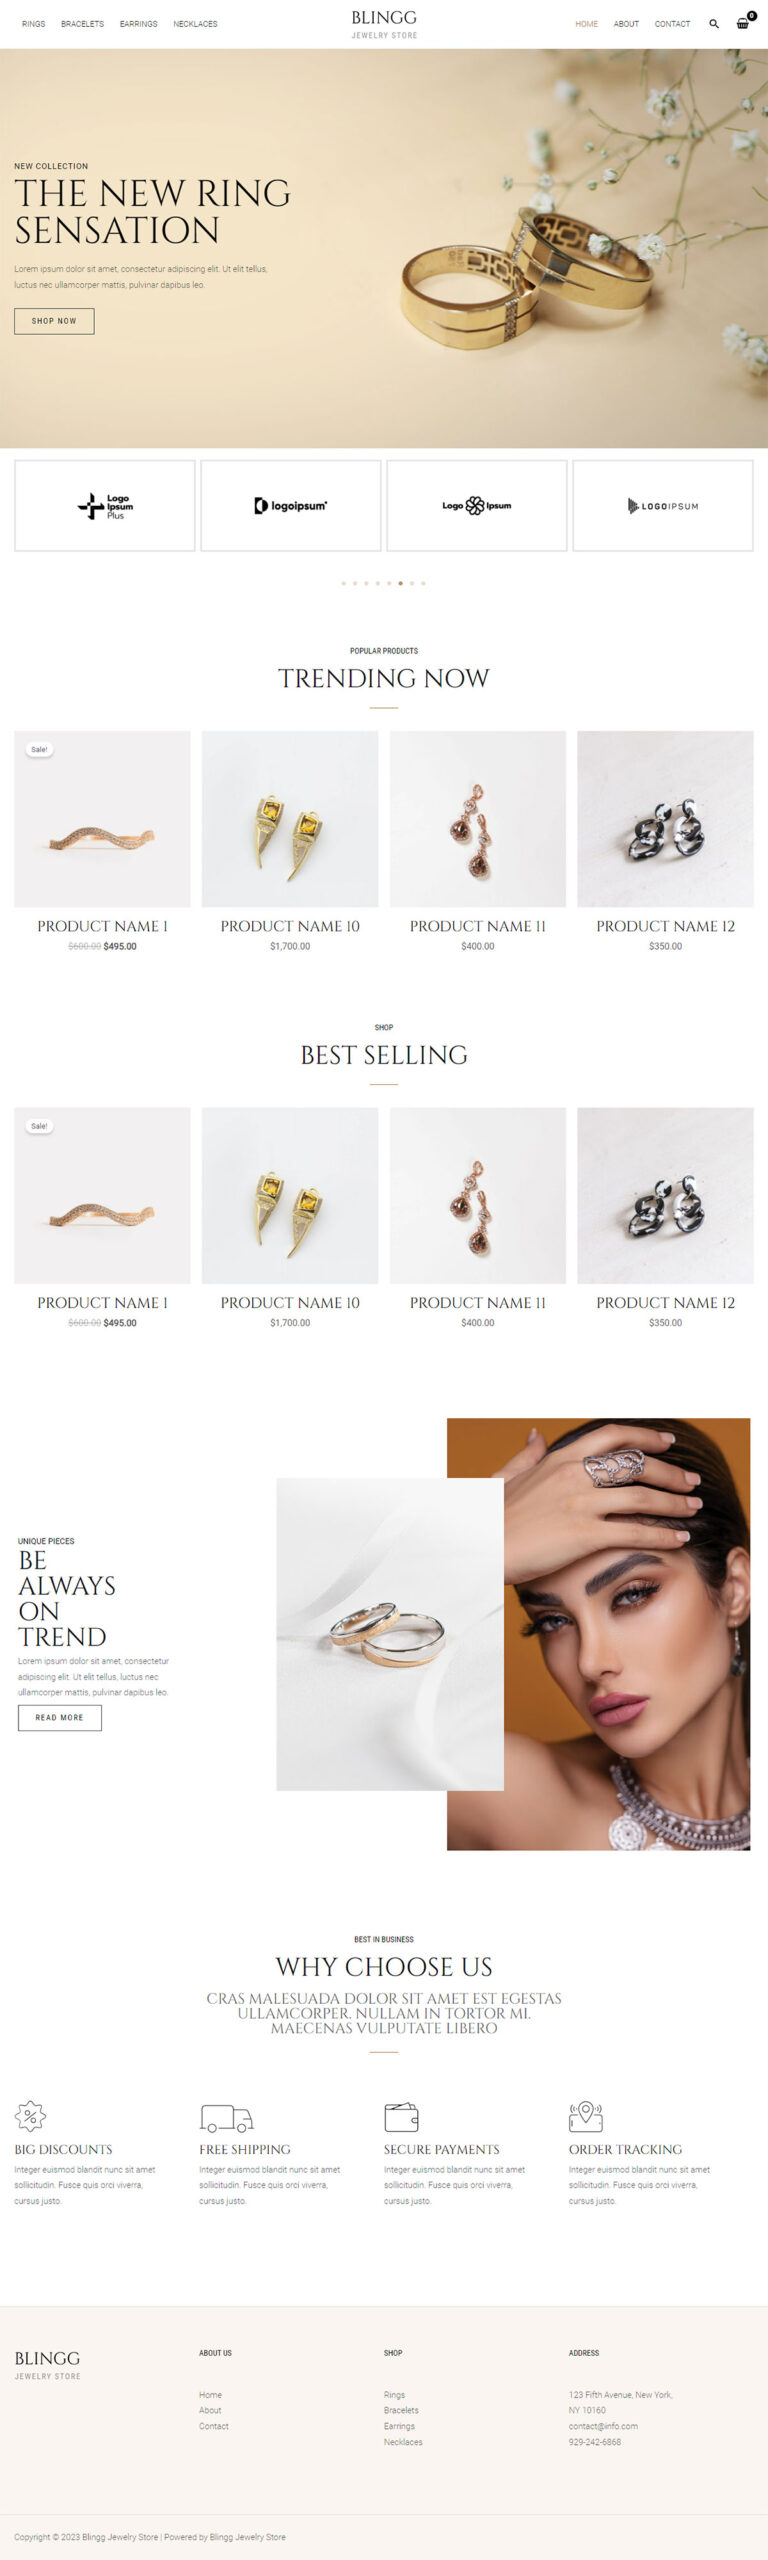 RINGS BRACELETS EARRINGS NECKLACES
BLINGG
JEWELRY STORE
HOME ABOUT CONTACT
0
NEW COLLECTION
THE NEW RING
SENSATION
Lorem ipsum dolor sit amet, consectetur adipiscing elit. Ut elit tellus,
luctus nec ullamcorper mattis, pulvinar dapibus leo.
SHOP NOW
Logo
Ipsum
Plus
logoipsum
Logo Ipsum
LOGOIPSUM
POPULAR PRODUCTS
TRENDING NOW
Sale!
PRODUCT NAME 1
$600.00 $495.00
PRODUCT NAME 10
$1,700.00
PRODUCT NAME 11
$400.00
PRODUCT NAME 12
$350.00
SHOP
BEST SELLING
Sale!
PRODUCT NAME 1
$600.00 $495.00
PRODUCT NAME 10
$1,700.00
PRODUCT NAME 11
$400.00
PRODUCT NAME 12
$350.00
UNIQUE PIECES
BE
ALWAYS
ON
TREND
Lorem ipsum dolor sit amet, consectetur
adipiscing elit. Ut elit tellus, luctus nec
ullamcorper mattis, pulvinar dapibus leo.
READ MORE
BEST IN BUSINESS
WHY CHOOSE US
CRAS MALESUADA DOLOR SIT AMET EST EGESTAS
ULLAMCORPER. NULLAM IN TORTOR MI.
MAECENAS VULPUTATE LIBERO
BIG DISCOUNTS
Integer euismod blandit nunc sit amet
sollicitudin. Fusce quis orci viverra,
cursus justo.
FREE SHIPPING
Integer euismod blandit nunc sit amet
sollicitudin. Fusce quis orci viverra,
cursus justo.
SECURE PAYMENTS
Integer euismod blandit nunc sit amet
sollicitudin. Fusce quis orci viverra,
cursus justo.
ORDER TRACKING
Integer euismod blandit nunc sit amet
sollicitudin. Fusce quis orci viverra,
cursus justo.
BLINGG
JEWELRY STORE
ABOUT US
Home
About
Contact
SHOP
Rings
Bracelets
Earrings
Necklaces
ADDRESS
123 Fifth Avenue, New York,
NY 10160
contact@info.com
929-242-6868
Copyright © 2023 Blingg Jewelry Store | Powered by Blingg Jewelry Store